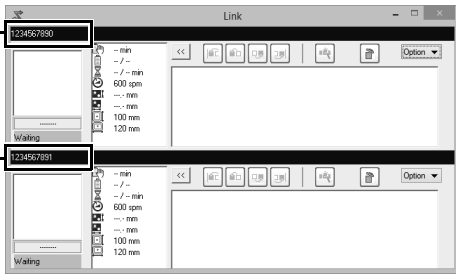 Link
1234567890
-- min
-- / --
-- / -- min
600 spm
---.- mm
---.- mm
100 mm
120 mm
--------
Waiting
<<
Option
1234567891
-- min
-- / --
-- / -- min
600 spm
---.- mm
---.- mm
100 mm
120 mm
--------
Waiting
<<
Option